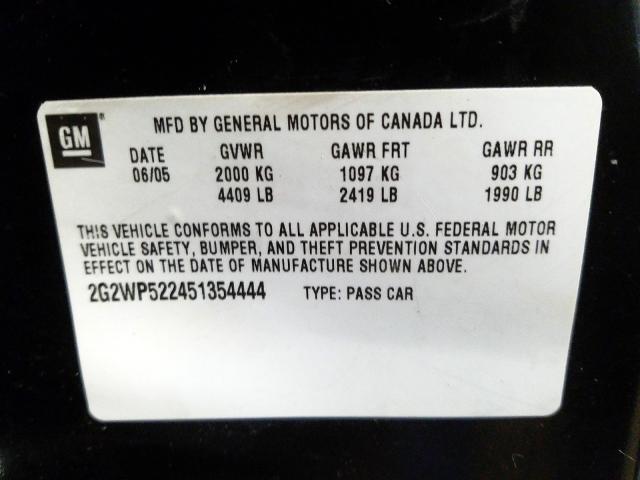 GM®
MFD BY GENERAL MOTORS OF CANADA LTD.
DATE GVWR GAWR FRT GAWR RR
06/05 2000 KG 1097 KG 903 KG
4409 LB 2419 LB 1990 LB
THIS VEHICLE CONFORMS TO ALL APPLICABLE U.S. FEDERAL MOTOR
VEHICLE SAFETY, BUMPER, AND THEFT PREVENTION STANDARDS IN
EFFECT ON THE DATE OF MANUFACTURE SHOWN ABOVE.
2G2WP522451354444 TYPE: PASS CAR